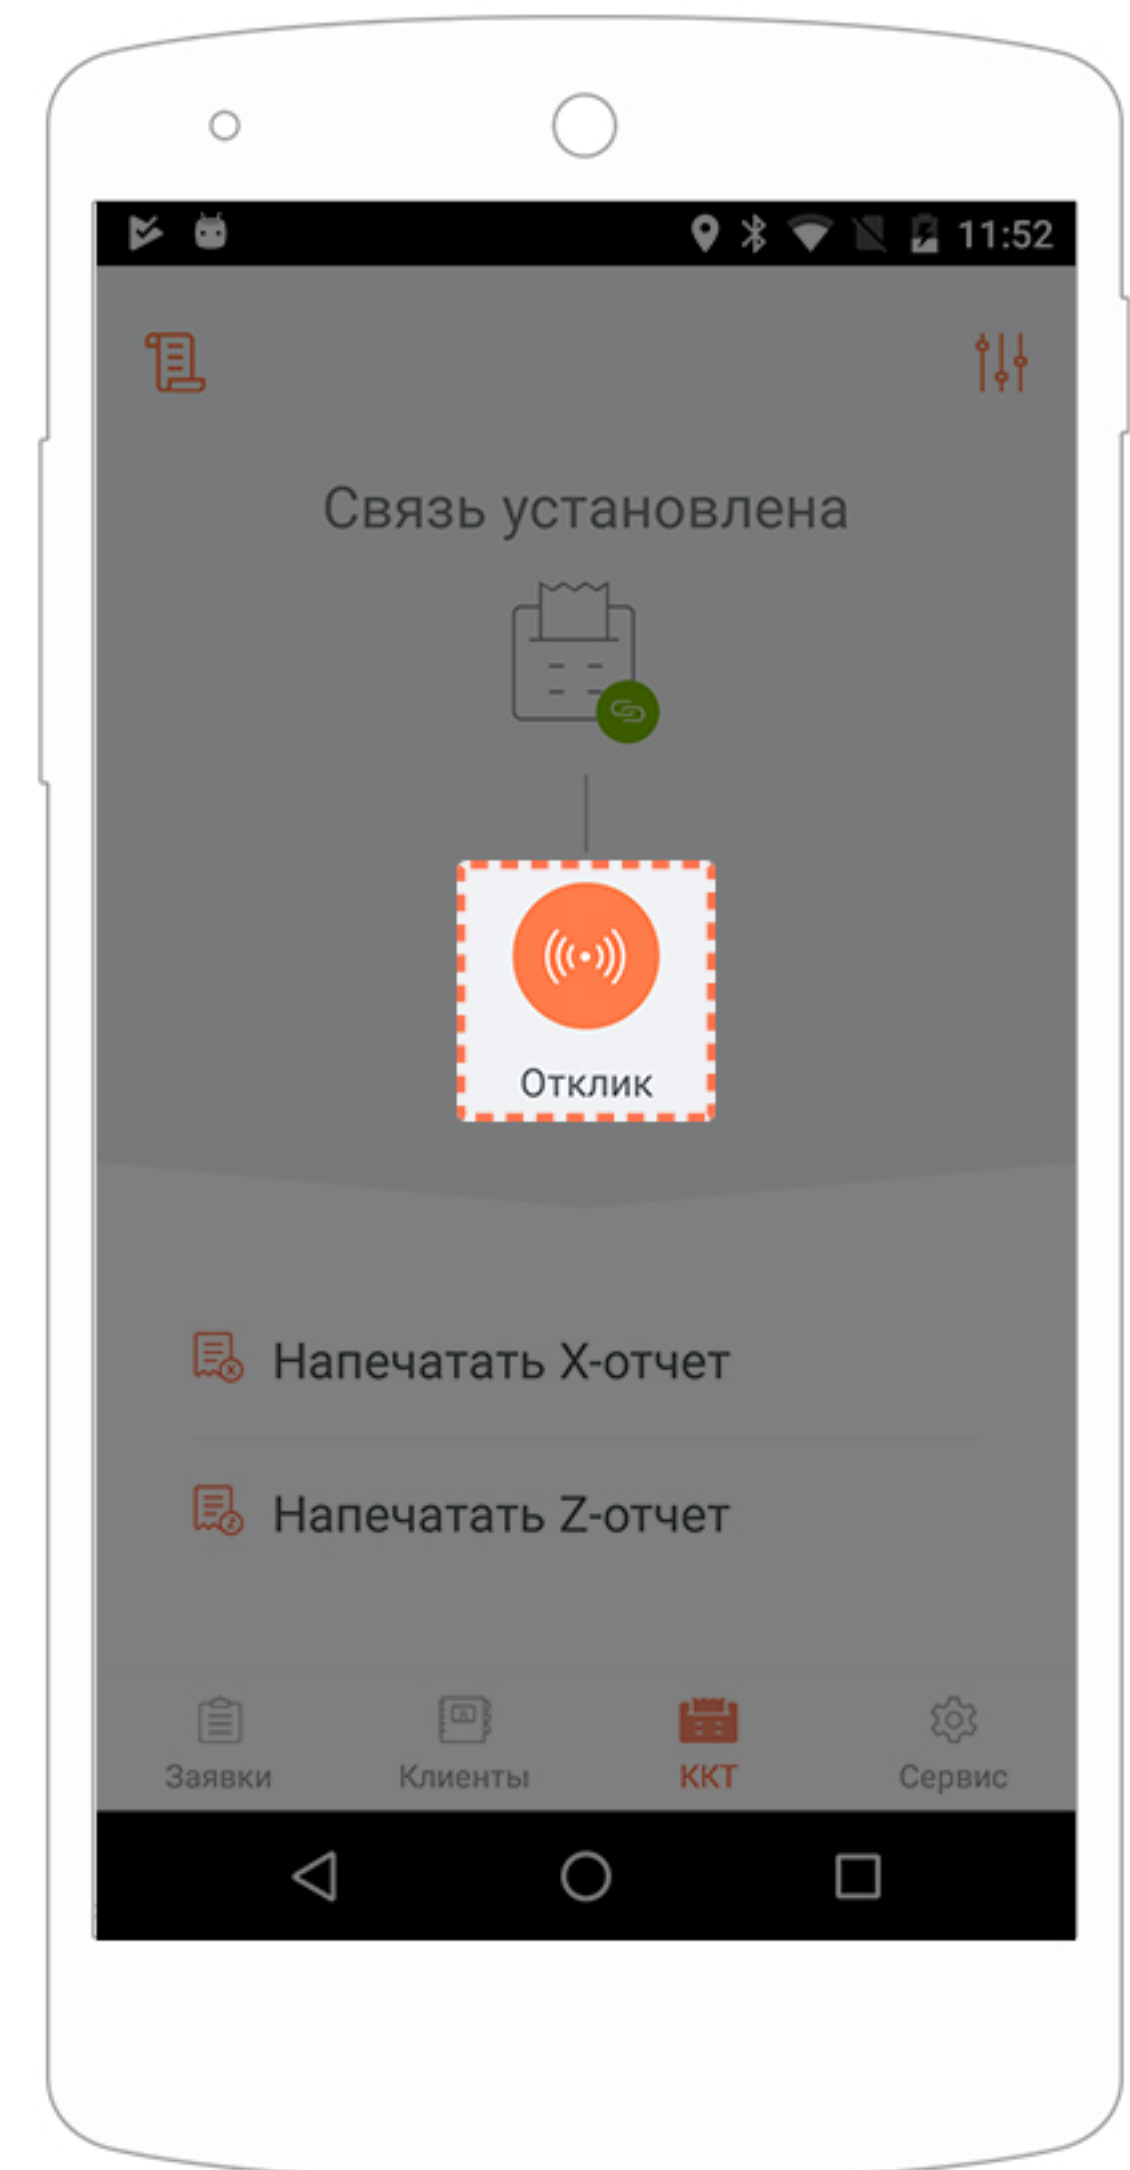 11:52
Связь установлена
Отклик
Напечатать X-отчет
Напечатать Z-отчет
Заявки Клиенты ККТ Сервис